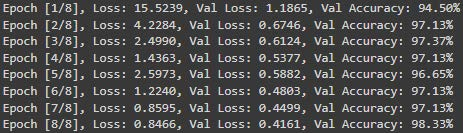 Epoch [1/8], Loss: 15.5239, Val Loss: 1.1865, Val Accuracy: 94.50%
Epoch [2/8], Loss: 4.2284, Val Loss: 0.6746, Val Accuracy: 97.13%
Epoch [3/8], Loss: 2.4990, Val Loss: 0.6124, Val Accuracy: 97.37%
Epoch [4/8], Loss: 1.4363, Val Loss: 0.5377, Val Accuracy: 97.13%
Epoch [5/8], Loss: 2.5973, Val Loss: 0.5882, Val Accuracy: 96.65%
Epoch [6/8], Loss: 1.2240, Val Loss: 0.4803, Val Accuracy: 97.13%
Epoch [7/8], Loss: 0.8595, Val Loss: 0.4499, Val Accuracy: 97.13%
Epoch [8/8], Loss: 0.8466, Val Loss: 0.4161, Val Accuracy: 98.33%